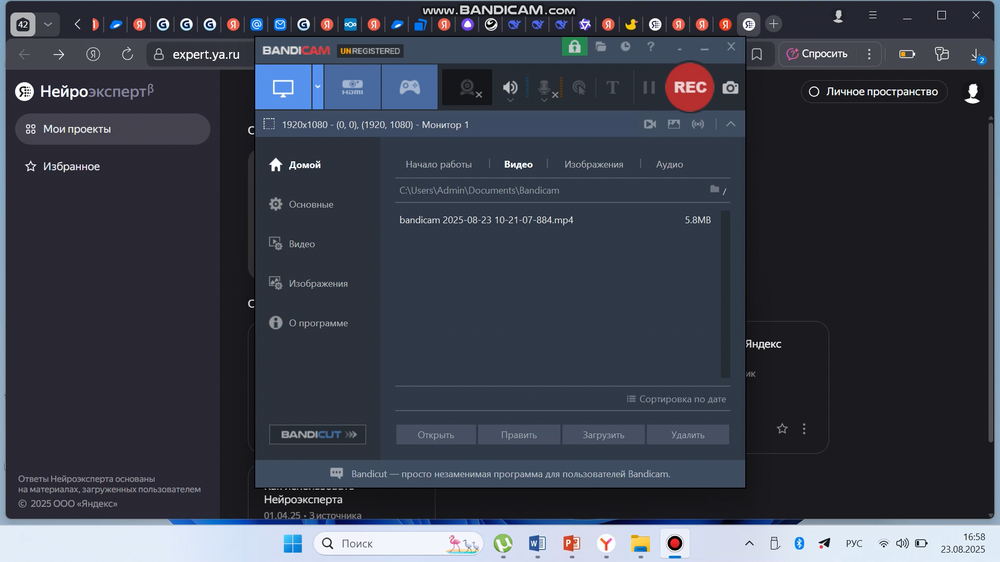 www.BANDICAM.com
42
expert.ya.ru
Спросить
2
BANDICAM UNREGISTERED
HDMI
T
REC
1920x1080 - (0, 0), (1920, 1080) - Монитор 1
Нейроэкспертβ
Мои проекты
Избранное
Личное пространство
Домой
Основные
Видео
Изображения
О программе
Начало работы
Видео
Изображения
Аудио
C:\Users\Admin\Documents\Bandicam
/
bandicam 2025-08-23 10-21-07-884.mp4
5.8MB
Сортировка по дате
BANDICUT
Открыть
Править
Загрузить
Удалить
Bandicut — просто незаменимая программа для пользователей Bandicam.
Яндекс
ик
Как использовать
Нейроэксперта
01.04.25 • 3 источника
Ответы Нейроэксперта основаны
на материалах, загруженных пользователем
© 2025 ООО «Яндекс»
Поиск
РУС
16:58
23.08.2025